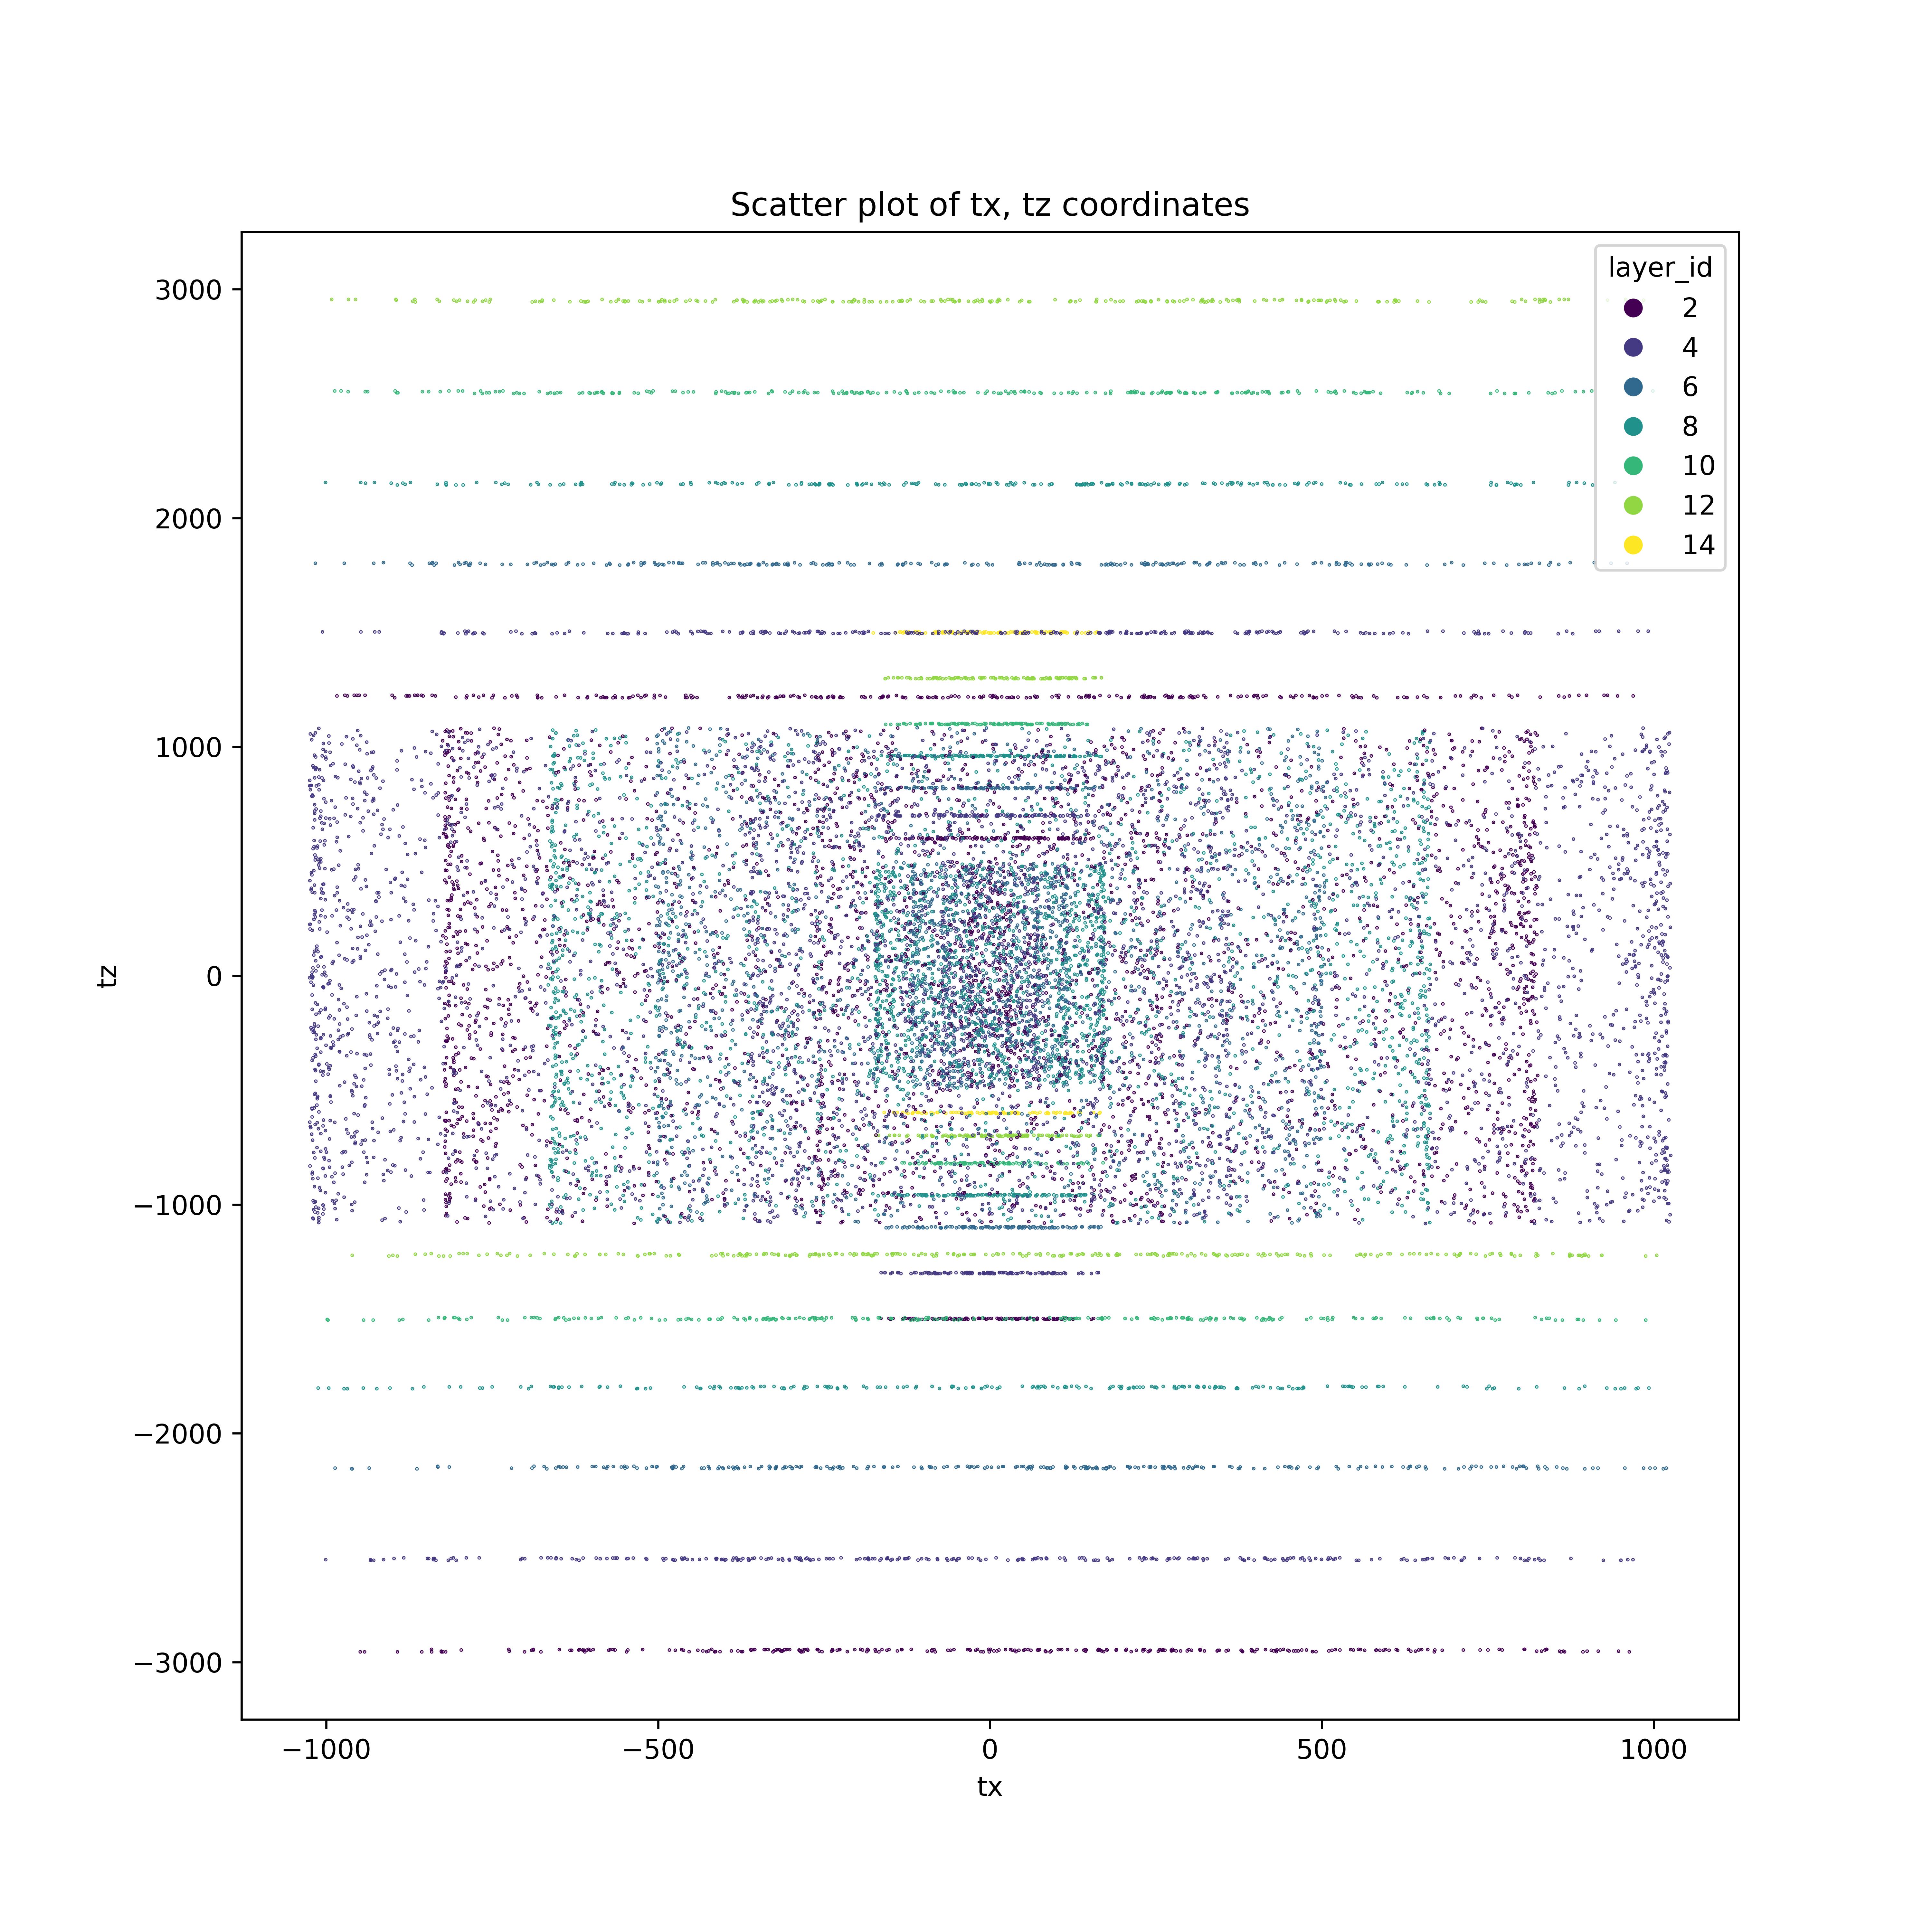 Scatter plot of tx, tz coordinates
layer_id
2
4
6
8
10
12
14
3000
2000
1000
0
−1000
−2000
−3000
tz
−1000 −500 0 500 1000
tx